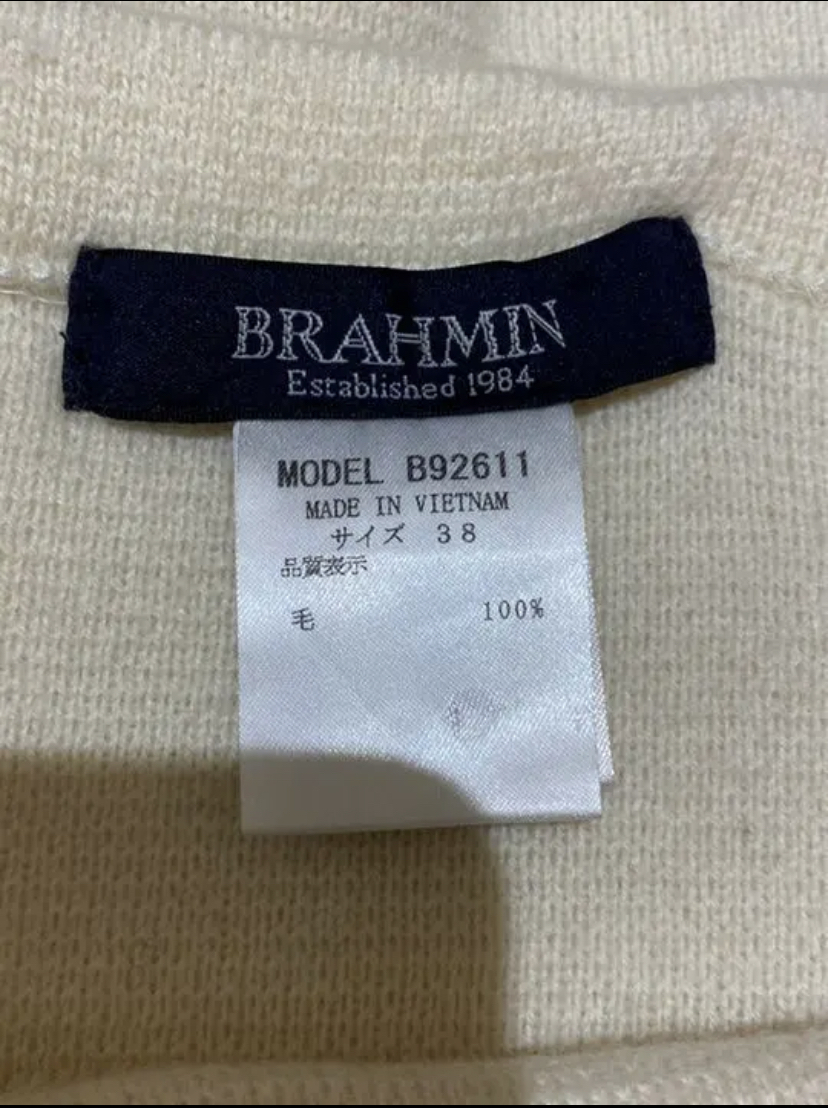 BRAHMIN
Established 1984
MODEL B92611
MADE IN VIETNAM
サイズ 38
品質表示
毛 100%